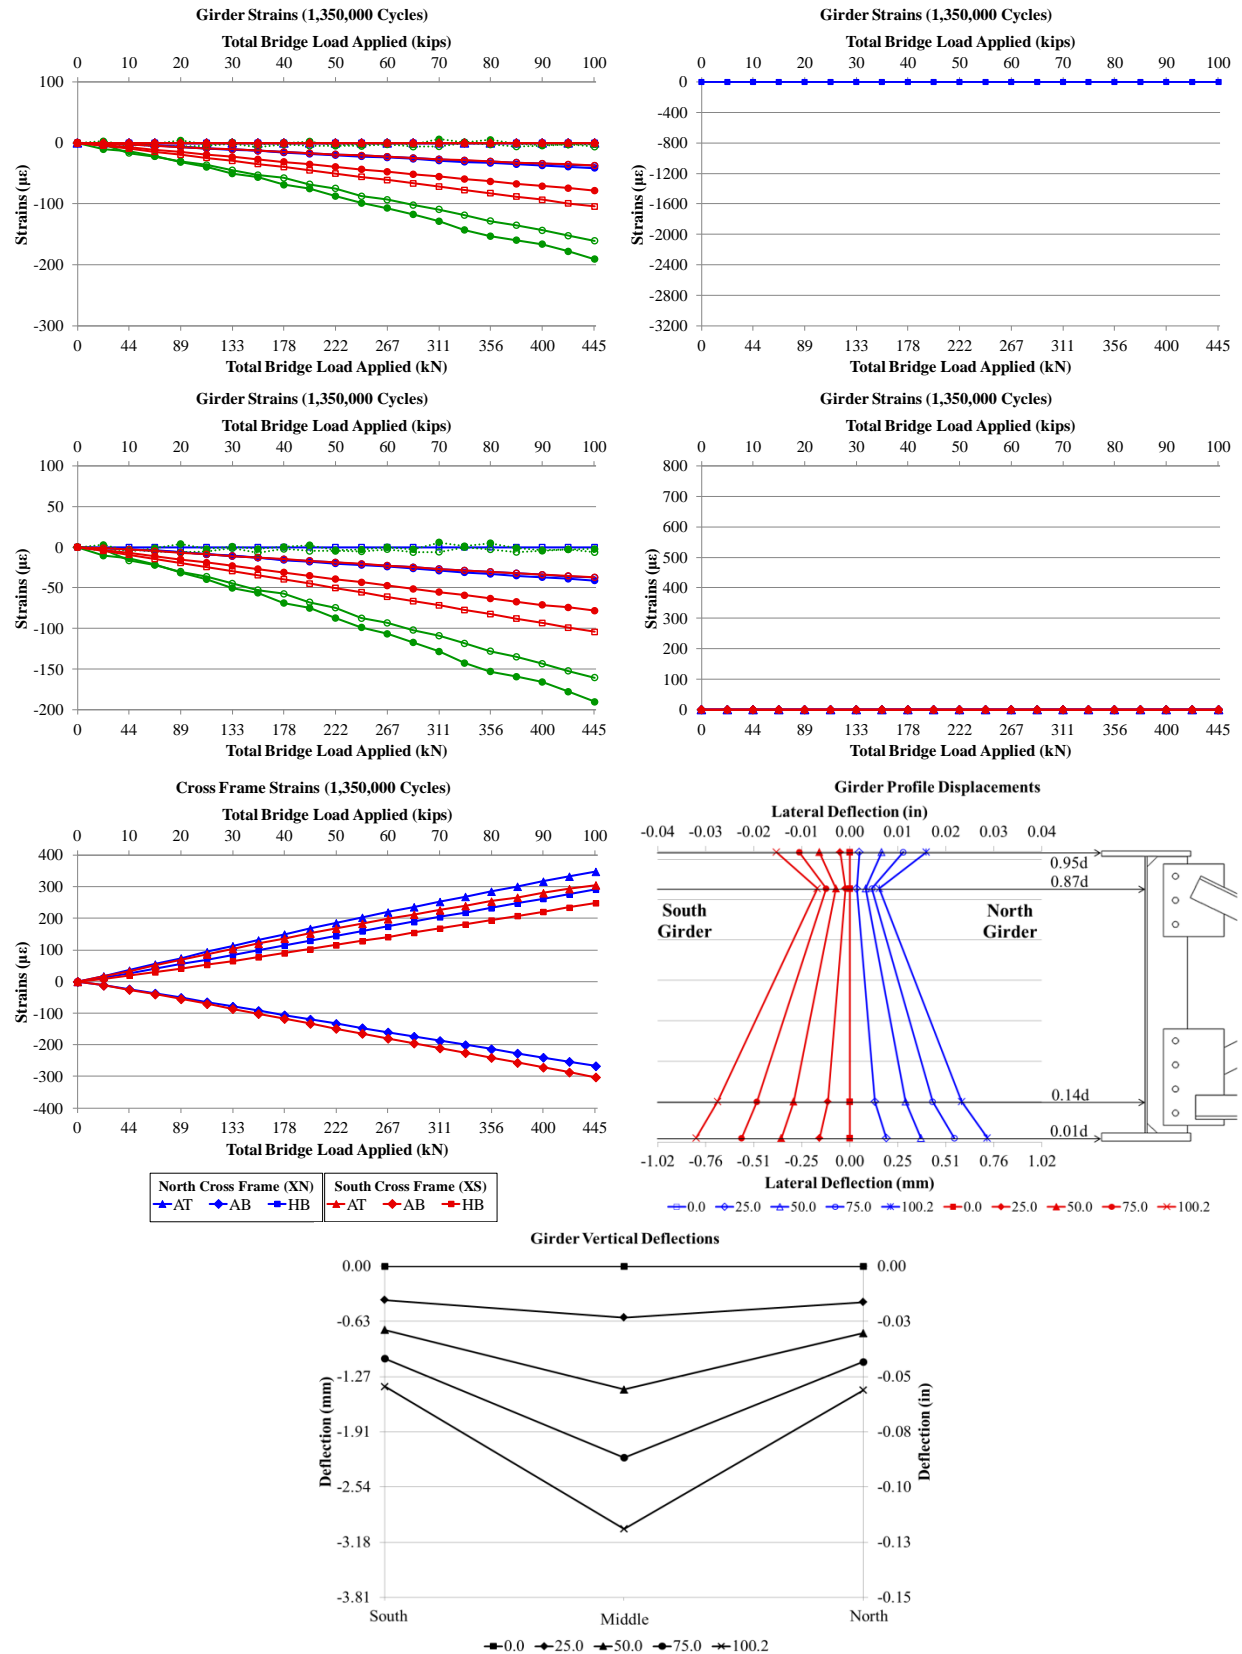 Girder Strains (1,350,000 Cycles)
Total Bridge Load Applied (kips)
0 10 20 30 40 50 60 70 80 90 100
100
0
-100
-200
-300
Strains (με)
0 44 89 133 178 222 267 311 356 400 445
Total Bridge Load Applied (kN)
Girder Strains (1,350,000 Cycles)
Total Bridge Load Applied (kips)
0 10 20 30 40 50 60 70 80 90 100
0
-400
-800
-1200
-1600
-2000
-2400
-2800
-3200
Strains (με)
0 44 89 133 178 222 267 311 356 400 445
Total Bridge Load Applied (kN)
Girder Strains (1,350,000 Cycles)
Total Bridge Load Applied (kips)
0 10 20 30 40 50 60 70 80 90 100
100
50
0
-50
-100
-150
-200
Strains (με)
0 44 89 133 178 222 267 311 356 400 445
Total Bridge Load Applied (kN)
Girder Strains (1,350,000 Cycles)
Total Bridge Load Applied (kips)
0 10 20 30 40 50 60 70 80 90 100
800
700
600
500
400
300
200
100
0
Strains (με)
0 44 89 133 178 222 267 311 356 400 445
Total Bridge Load Applied (kN)
Cross Frame Strains (1,350,000 Cycles)
Total Bridge Load Applied (kips)
0 10 20 30 40 50 60 70 80 90 100
400
300
200
100
0
-100
-200
-300
-400
Strains (με)
0 44 89 133 178 222 267 311 356 400 445
Total Bridge Load Applied (kN)
North Cross Frame (XN) South Cross Frame (XS)
AT AB HB AT AB HB
Girder Profile Displacements
Lateral Deflection (in)
-0.04 -0.03 -0.02 -0.01 0.00 0.01 0.02 0.03 0.04
0.95d
0.87d
South Girder
North Girder
0.14d
0.01d
-1.02 -0.76 -0.51 -0.25 0.00 0.25 0.51 0.76 1.02
Lateral Deflection (mm)
0.0 25.0 50.0 75.0 100.2 0.0 25.0 50.0 75.0 100.2
Girder Vertical Deflections
0.00
-0.63
-1.27
-1.91
-2.54
-3.18
-3.81
Deflection (mm)
0.00
-0.03
-0.05
-0.08
-0.10
-0.13
-0.15
Deflection (in)
South Middle North
0.0 25.0 50.0 75.0 100.2